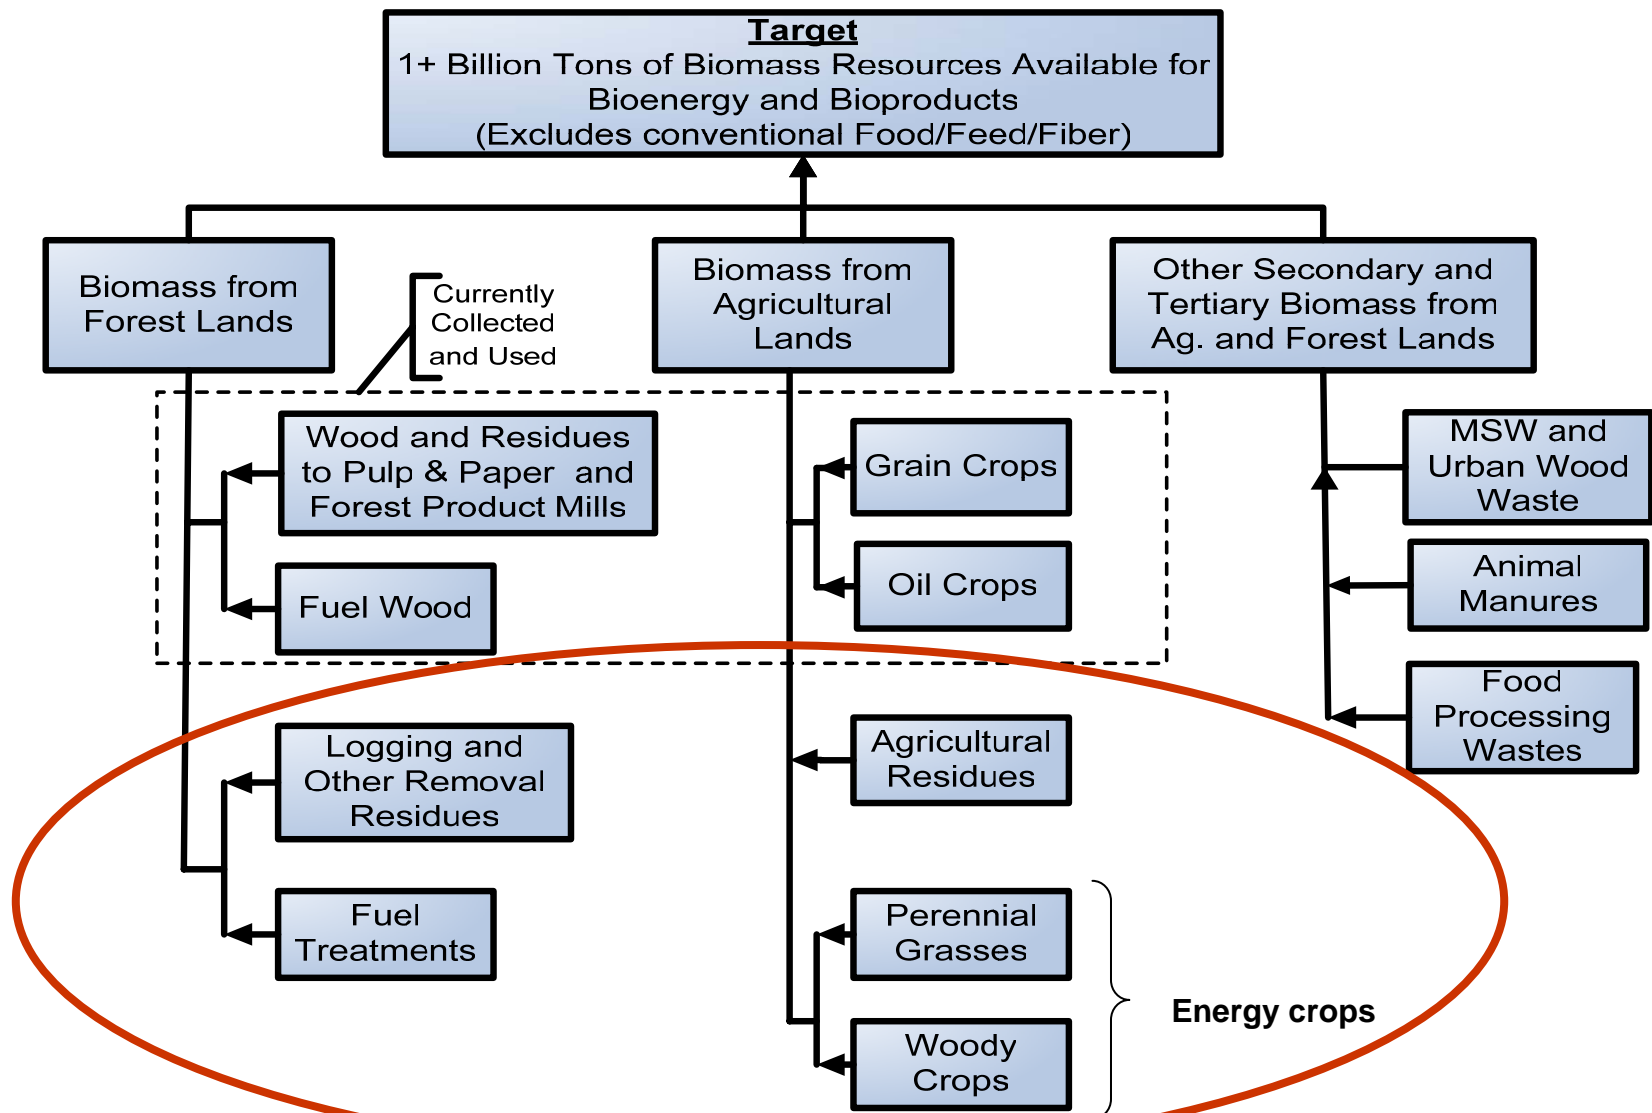 Target
1+ Billion Tons of Biomass Resources Available for
Bioenergy and Bioproducts
(Excludes conventional Food/Feed/Fiber)
Biomass from
Forest Lands
Currently
Collected
and Used
Biomass from
Agricultural
Lands
Other Secondary and
Tertiary Biomass from
Ag. and Forest Lands
Wood and Residues
to Pulp & Paper and
Forest Product Mills
Fuel Wood
Grain Crops
Oil Crops
MSW and
Urban Wood
Waste
Animal
Manures
Food
Processing
Wastes
Logging and
Other Removal
Residues
Fuel
Treatments
Agricultural
Residues
Perennial
Grasses
Woody
Crops
Energy crops